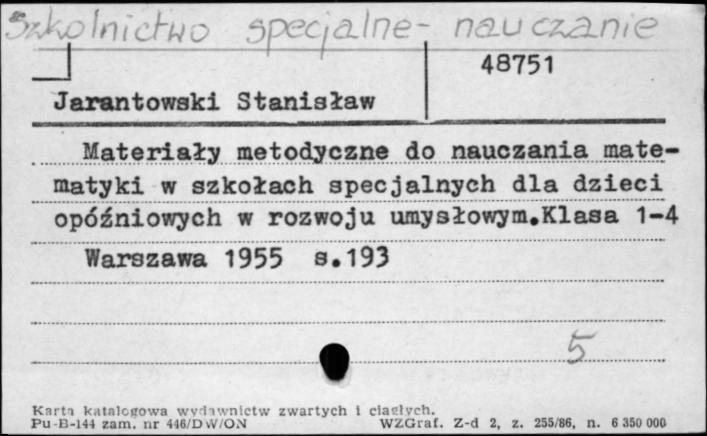 Szkolnictwo specjalne - nauczanie
48751
Jarantowski Stanisław
Materiały metodyczne do nauczania mate-
matyki w szkołach specjalnych dla dzieci
opóźniowych w rozwoju umysłowym.Klasa 1-4
Warszawa 1955 s.193
5
Karta katalogowa wydawnictw zwartych i ciągłych.
Pu-B-144 zam. nr 446/DW/ON WZGraf. Z-d 2, z. 255/86, n. 6 350 000